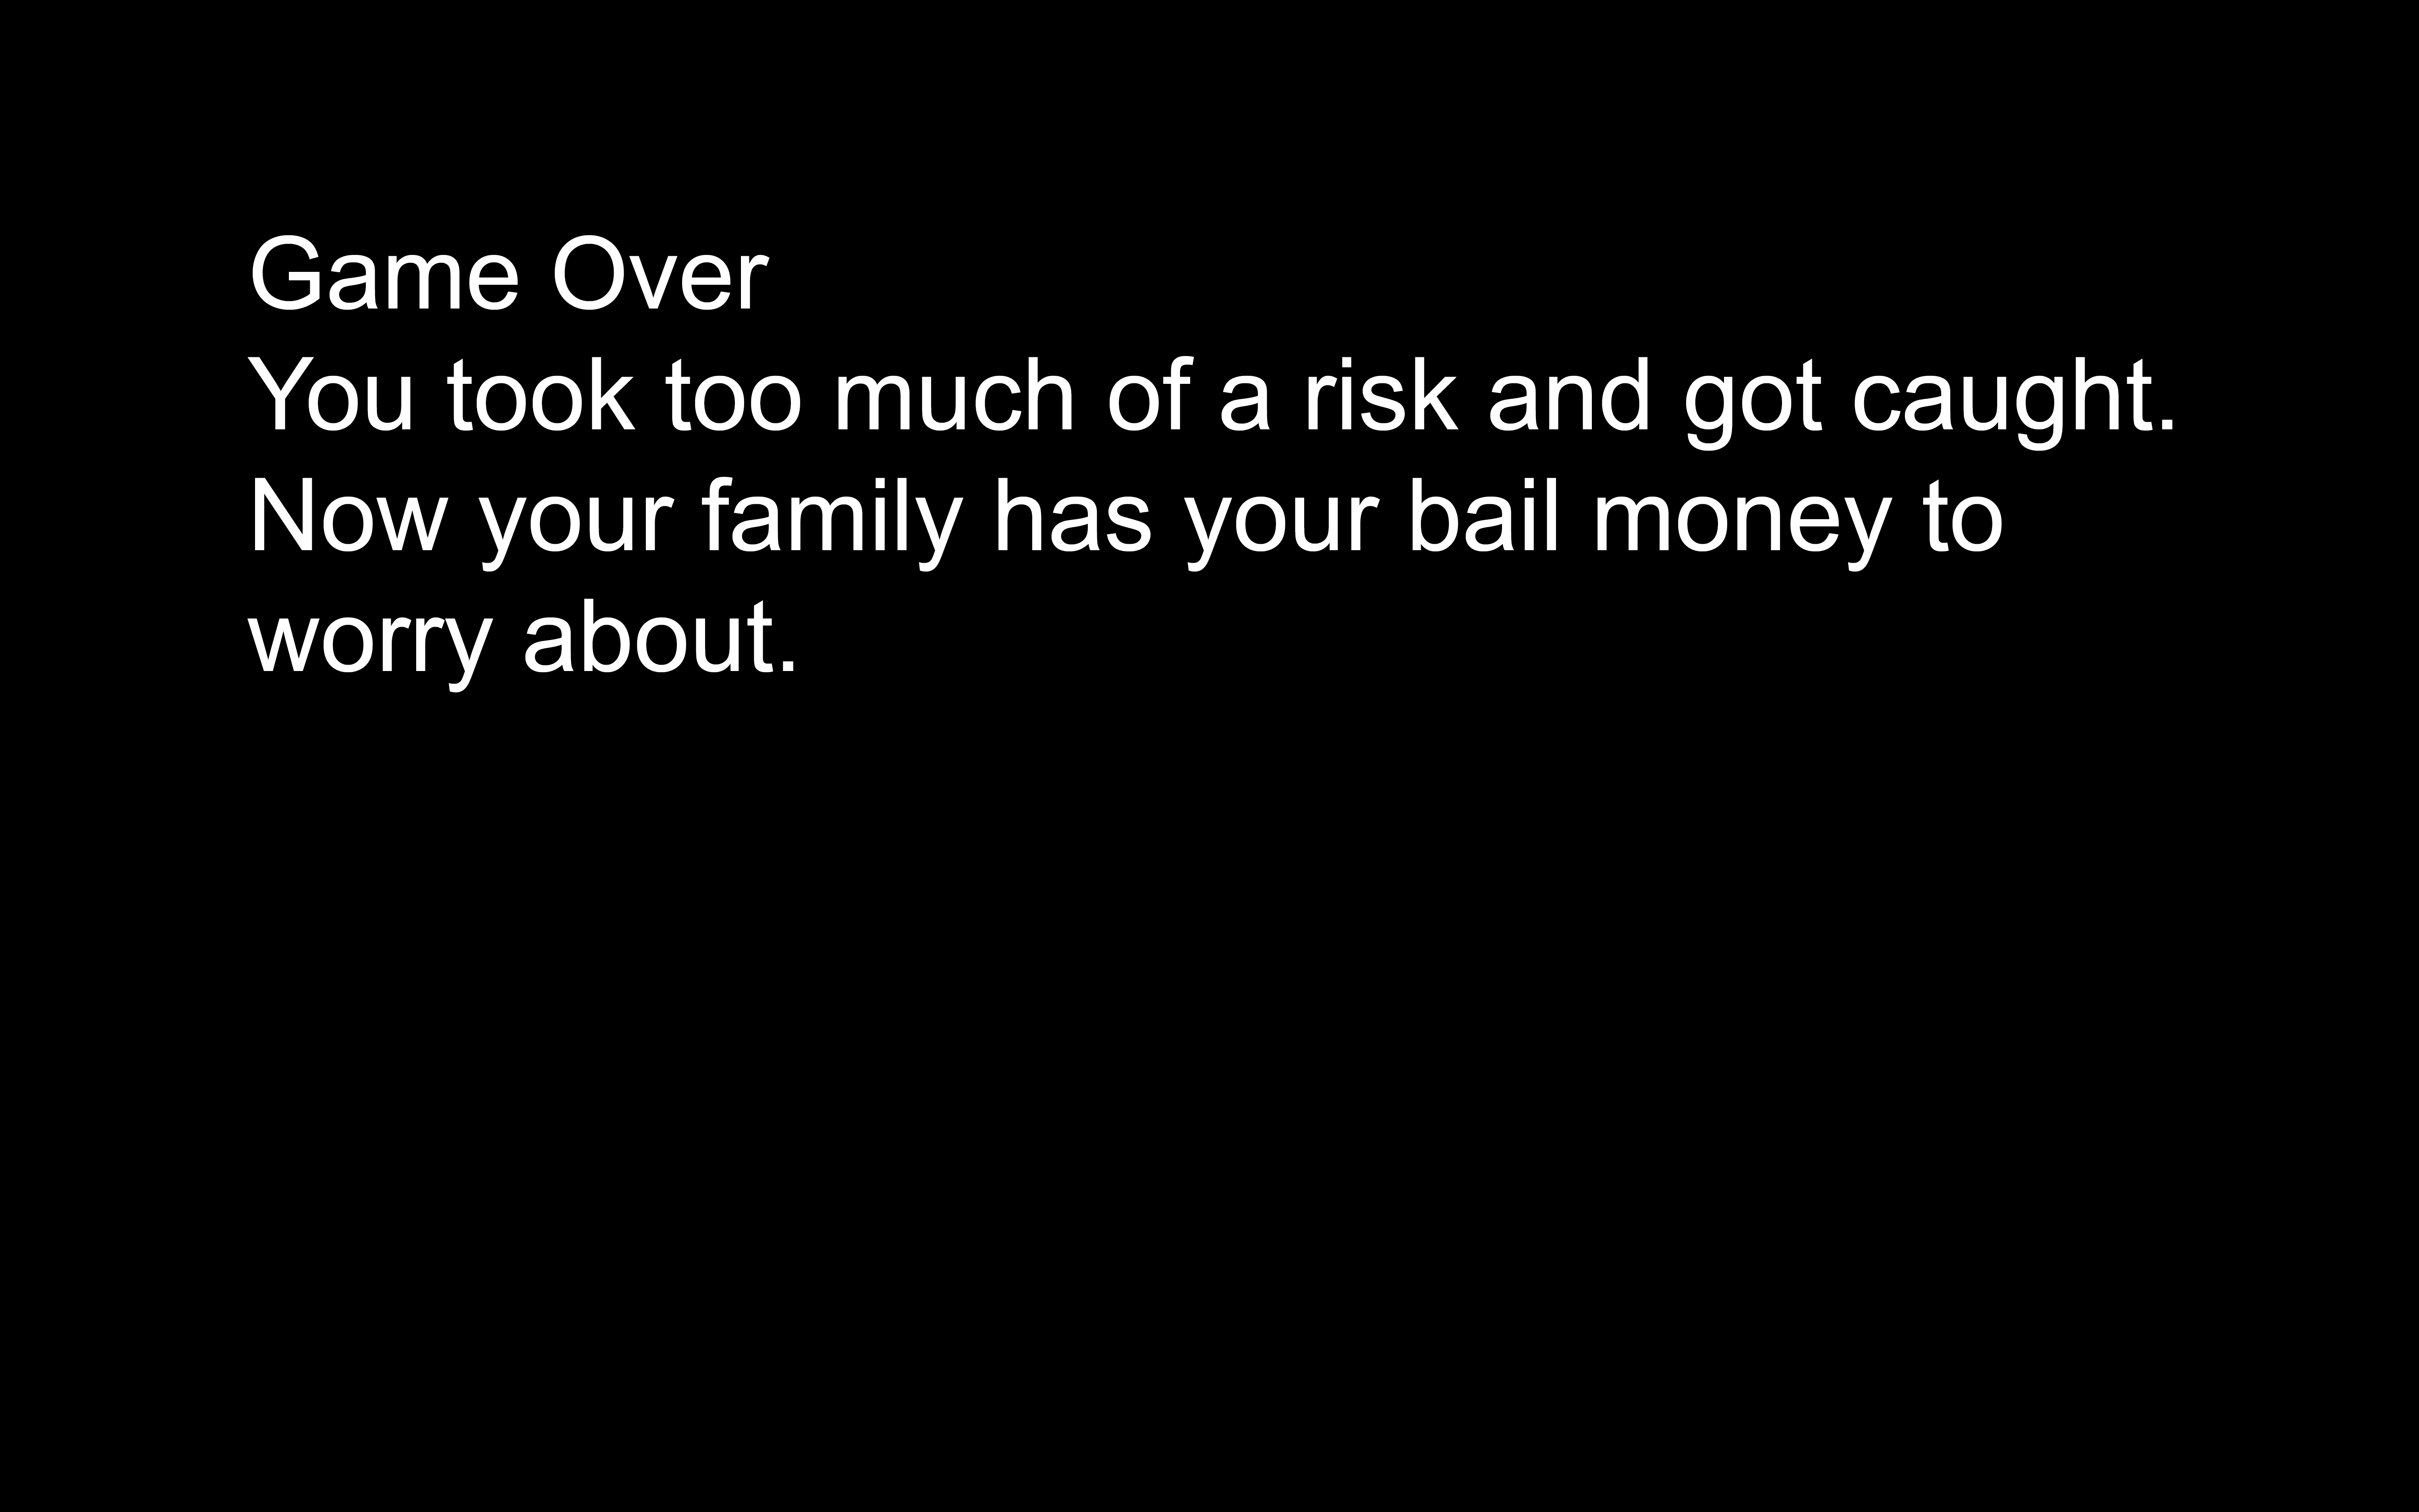 Game Over
You took too much of a risk and got caught.
Now your family has your bail money to
worry about.